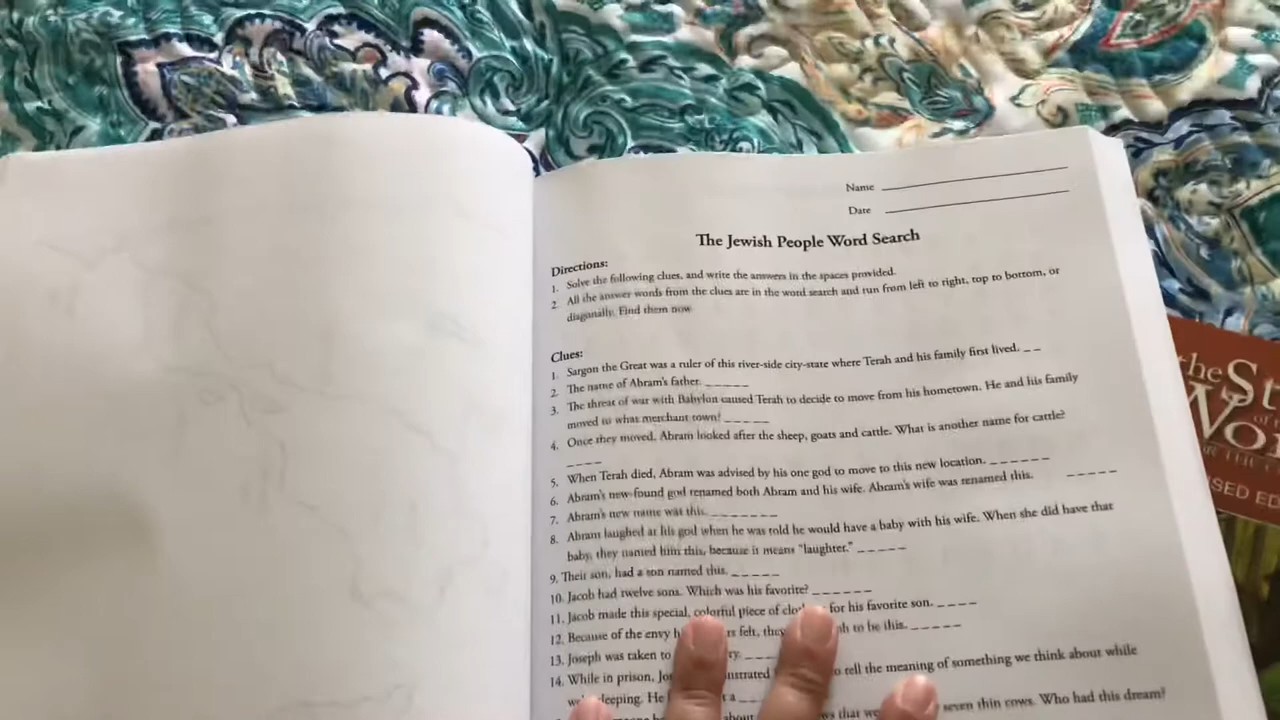 Name
Date
The Jewish People Word Search
Directions:
1. Solve the following clues, and write the answers in the spaces provided.
2. All the answer words from the clues are in the word search and run from left to right, top to bottom, or
diagonally. Find them now
Clues:
1. Sargon the Great was a ruler of this river-side city-state where Terah and his family first lived. _ _
2. The name of Abram's father. _ _ _ _ _
3. The threat of war with Babylon caused Terah to decide to move from his hometown. He and his family
moved to what merchant town? _ _ _ _ _
4. Once they moved, Abram looked after the sheep, goats and cattle. What is another name for cattle?
_ _ _ _
5. When Terah died, Abram was advised by his one god to move to this new location. _ _ _ _ _ _
6. Abram's new-found god renamed both Abram and his wife. Abram's wife was renamed this. _ _ _ _ _
7. Abram's new name was this. _ _ _ _ _ _ _
8. Abram laughed at his god when he was told he would have a baby with his wife. When she did have that
baby, they named him this, because it means "laughter." _ _ _ _ _
9. Their son, had a son named this. _ _ _ _ _
10. Jacob had twelve sons. Which was his favorite? _ _ _ _ _ _
11. Jacob made this special, colorful piece of for his favorite son. _ _ _ _
12. Because of the envy felt, to be this. _ _ _ _ _
13. Joseph was taken to
14. While in prison, tell the meaning of something we think about while
sleeping. He a
about seven thin cows. Who had this dream?
the
OF
SED ED